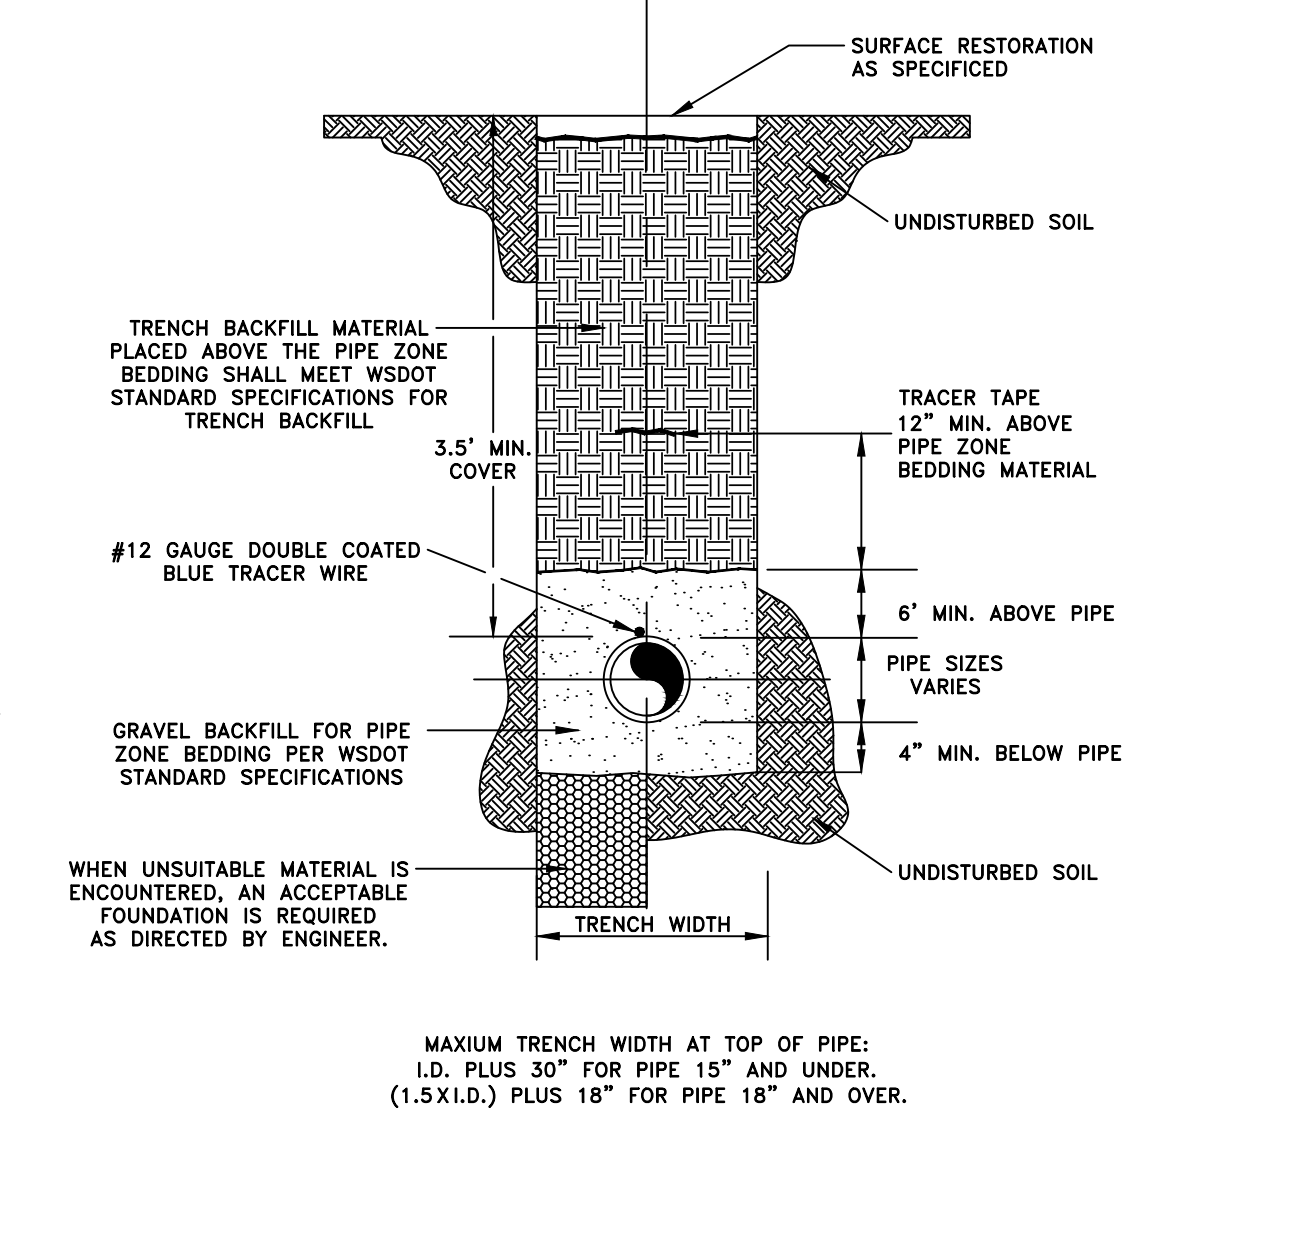 SURFACE RESTORATION
AS SPECIFICED
UNDISTURBED SOIL
TRENCH BACKFILL MATERIAL
PLACED ABOVE THE PIPE ZONE
BEDDING SHALL MEET WSDOT
STANDARD SPECIFICATIONS FOR
TRENCH BACKFILL
TRACER TAPE
12” MIN. ABOVE
PIPE ZONE
BEDDING MATERIAL
3.5’ MIN.
COVER
#12 GAUGE DOUBLE COATED
BLUE TRACER WIRE
6’ MIN. ABOVE PIPE
PIPE SIZES
VARIES
GRAVEL BACKFILL FOR PIPE
ZONE BEDDING PER WSDOT
STANDARD SPECIFICATIONS
4” MIN. BELOW PIPE
WHEN UNSUITABLE MATERIAL IS
ENCOUNTERED, AN ACCEPTABLE
FOUNDATION IS REQUIRED
AS DIRECTED BY ENGINEER.
UNDISTURBED SOIL
TRENCH WIDTH
MAXIUM TRENCH WIDTH AT TOP OF PIPE:
I.D. PLUS 30” FOR PIPE 15” AND UNDER.
(1.5XI.D.) PLUS 18” FOR PIPE 18” AND OVER.